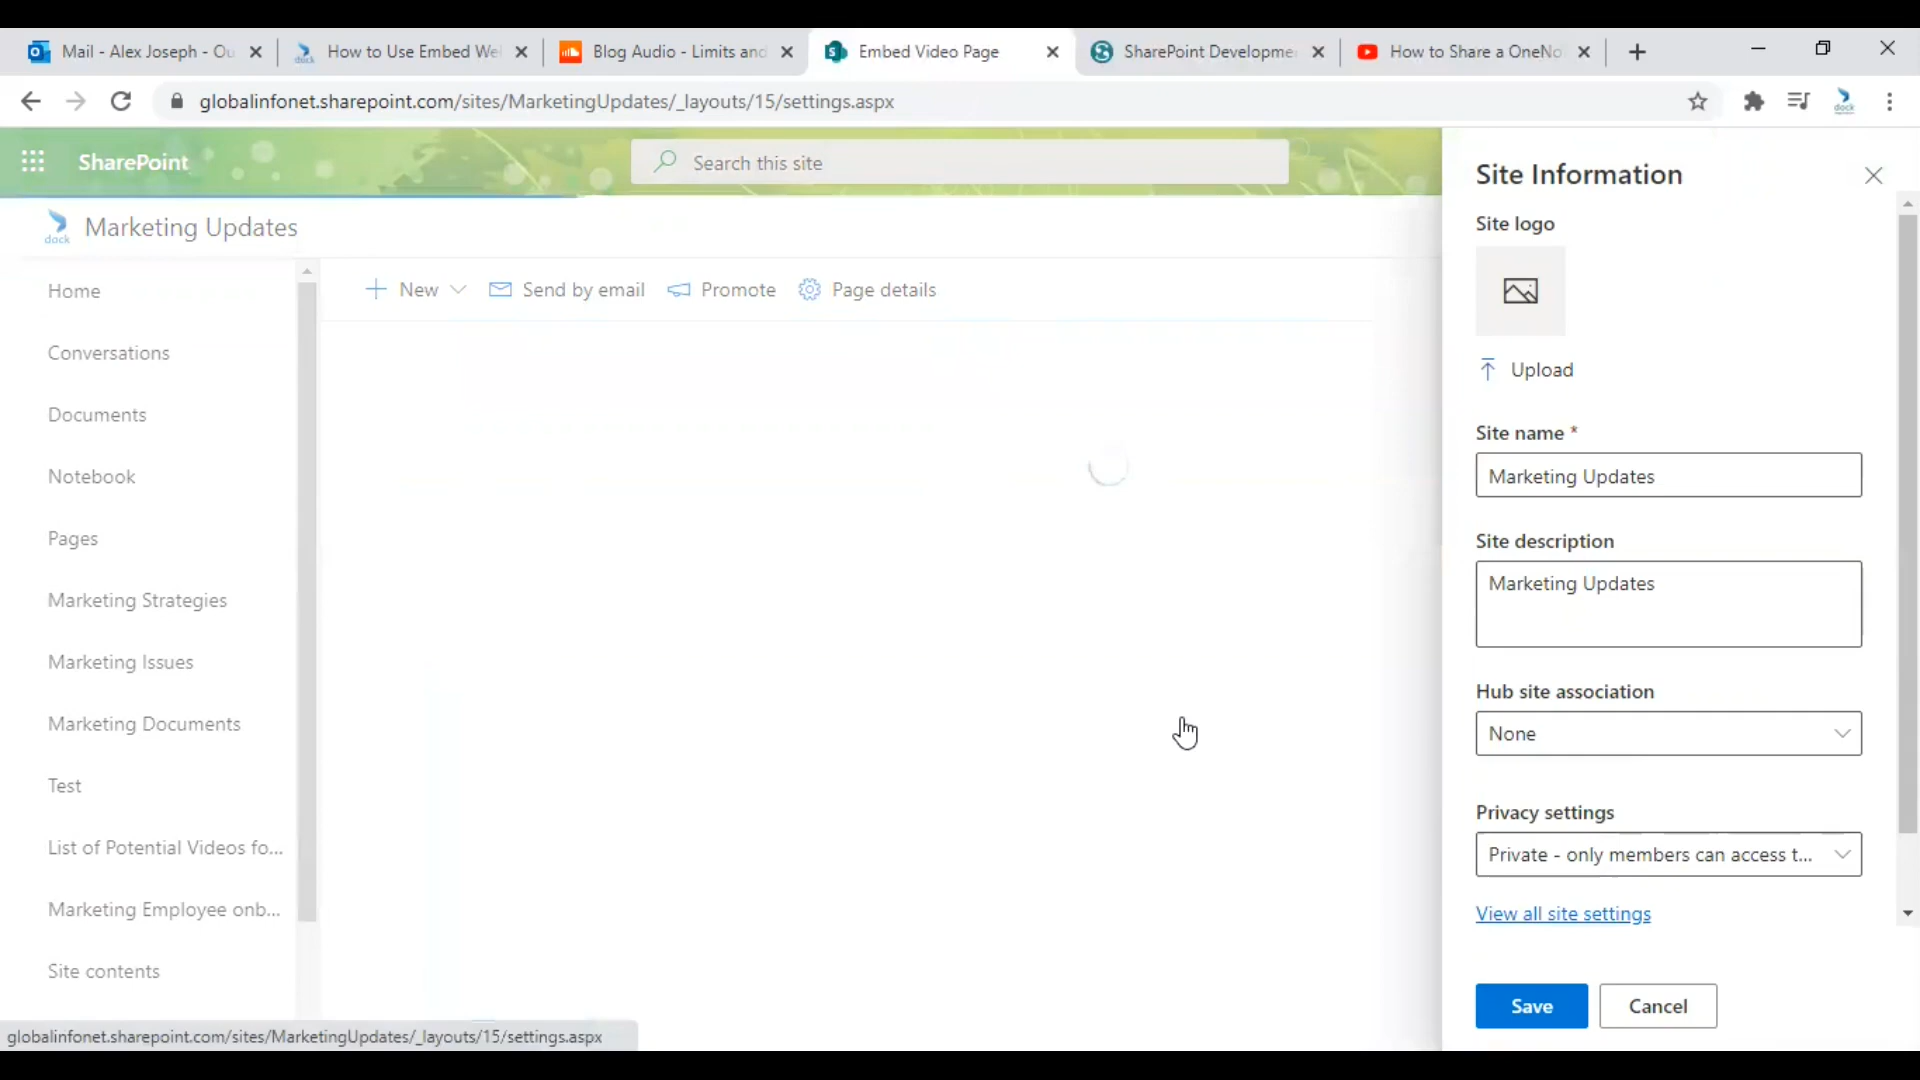 Mail - Alex Joseph - Ou
How to Use Embed We
Blog Audio - Limits and
Embed Video Page
SharePoint Developme
How to Share a OneNo
globalinfonet.sharepoint.com/sites/MarketingUpdates/_layouts/15/settings.aspx
dock
SharePoint
Search this site
dock
Marketing Updates
Home
Conversations
Documents
Notebook
Pages
Marketing Strategies
Marketing Issues
Marketing Documents
Test
List of Potential Videos fo...
Marketing Employee onb...
Site contents
New
Send by email
Promote
Page details
Site Information
Site logo
Upload
Site name *
Marketing Updates
Site description
Marketing Updates
Hub site association
None
Privacy settings
Private - only members can access t...
View all site settings
Save
Cancel
globalinfonet.sharepoint.com/sites/MarketingUpdates/_layouts/15/settings.aspx